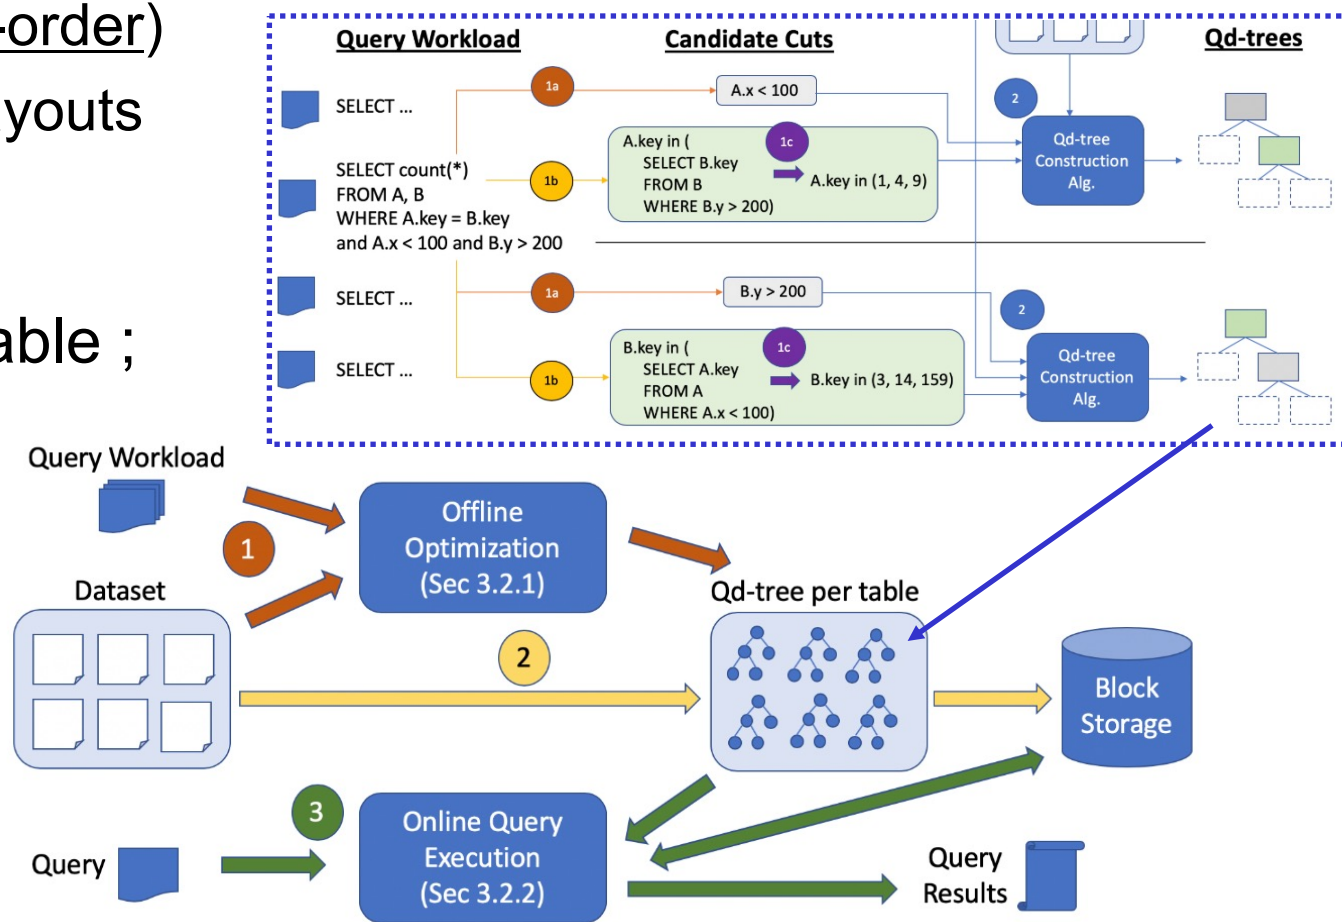 -order)
youts
able ;
Query Workload
Candidate Cuts
Qd-trees
SELECT ...
1a
A.x < 100
2
Qd-tree
Construction
Alg.
SELECT count(*)
FROM A, B
WHERE A.key = B.key
and A.x < 100 and B.y > 200
1b
A.key in (
SELECT B.key
FROM B
WHERE B.y > 200)
1c
A.key in (1, 4, 9)
SELECT ...
1a
B.y > 200
2
Qd-tree
Construction
Alg.
SELECT ...
1b
B.key in (
SELECT A.key
FROM A
WHERE A.x < 100)
1c
B.key in (3, 14, 159)
Query Workload
1
Offline
Optimization
(Sec 3.2.1)
Dataset
Qd-tree per table
2
Block
Storage
3
Query
Online Query
Execution
(Sec 3.2.2)
Query
Results